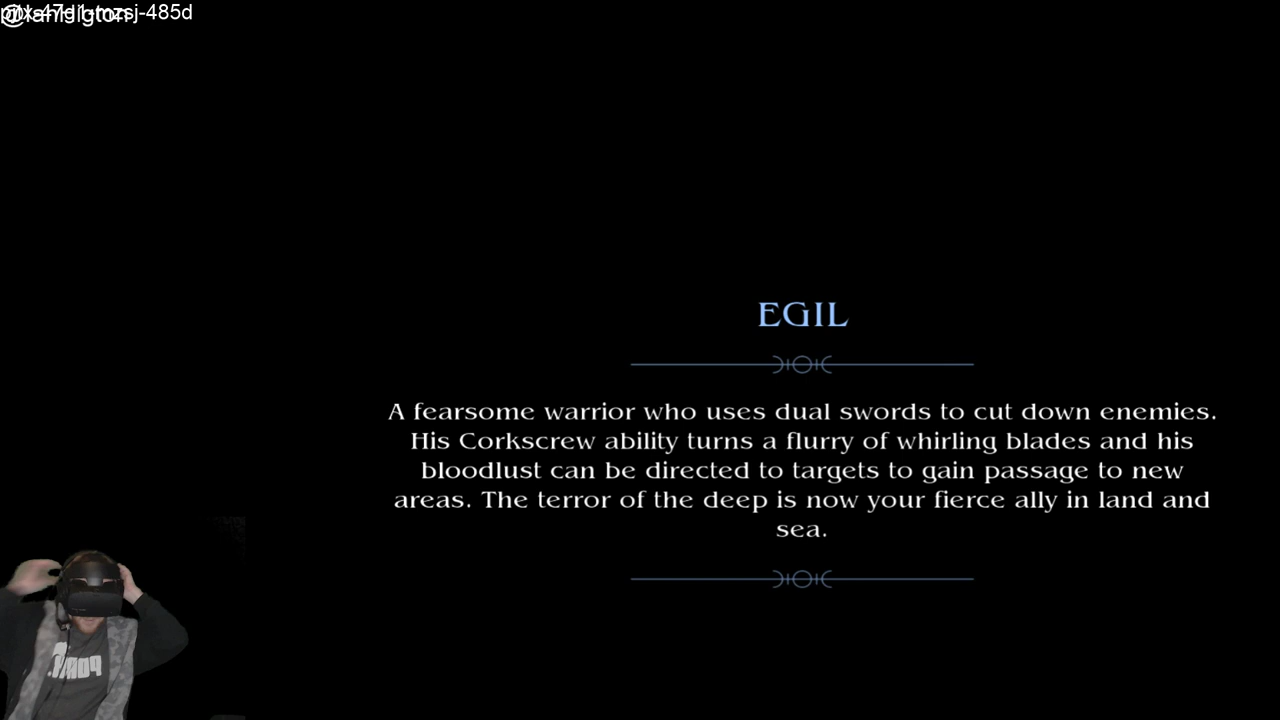 EGIL
A fearsome warrior who uses dual swords to cut down enemies.
His Corkscrew ability turns a flurry of whirling blades and his
bloodlust can be directed to targets to gain passage to new
areas. The terror of the deep is now your fierce ally in land and
sea.